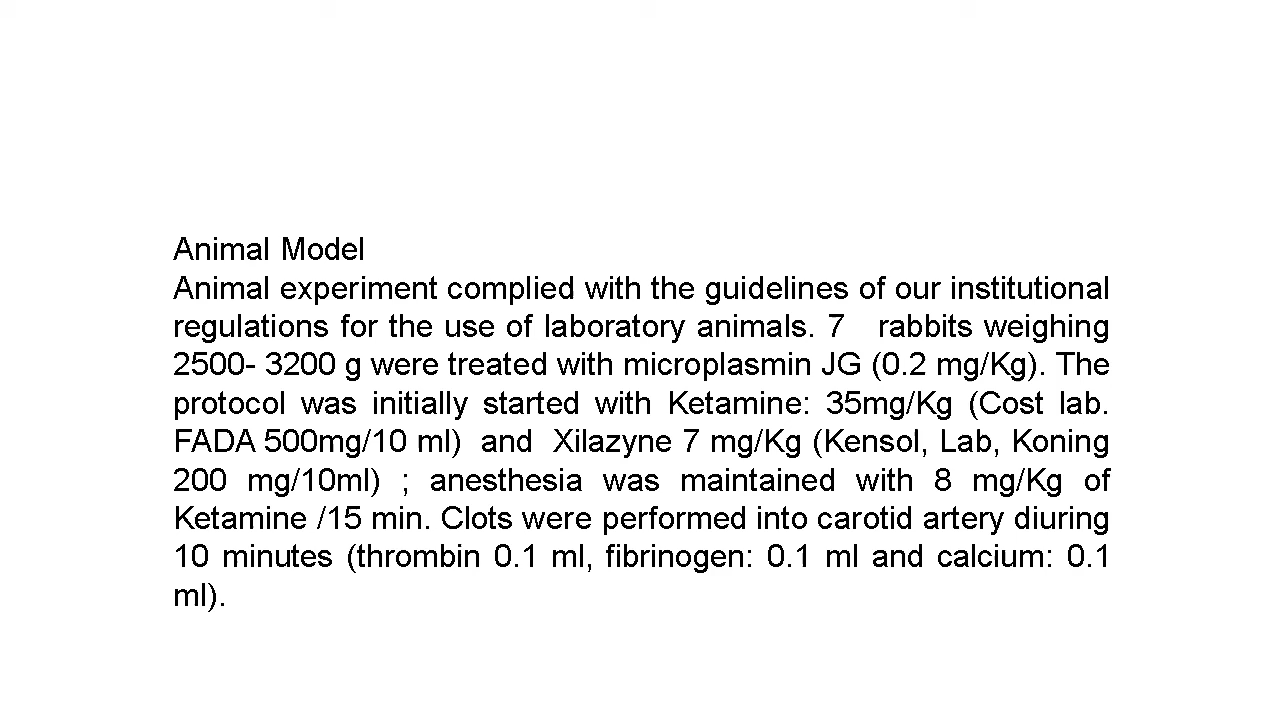 Animal Model
Animal experiment complied with the guidelines of our institutional
regulations for the use of laboratory animals. 7 rabbits weighing
2500- 3200 g were treated with microplasmin JG (0.2 mg/Kg). The
protocol was initially started with Ketamine: 35mg/Kg (Cost lab.
FADA 500mg/10 ml) and Xilazyne 7 mg/Kg (Kensol, Lab, Koning
200 mg/10ml) ; anesthesia was maintained with 8 mg/Kg of
Ketamine /15 min. Clots were performed into carotid artery diuring
10 minutes (thrombin 0.1 ml, fibrinogen: 0.1 ml and calcium: 0.1
ml).